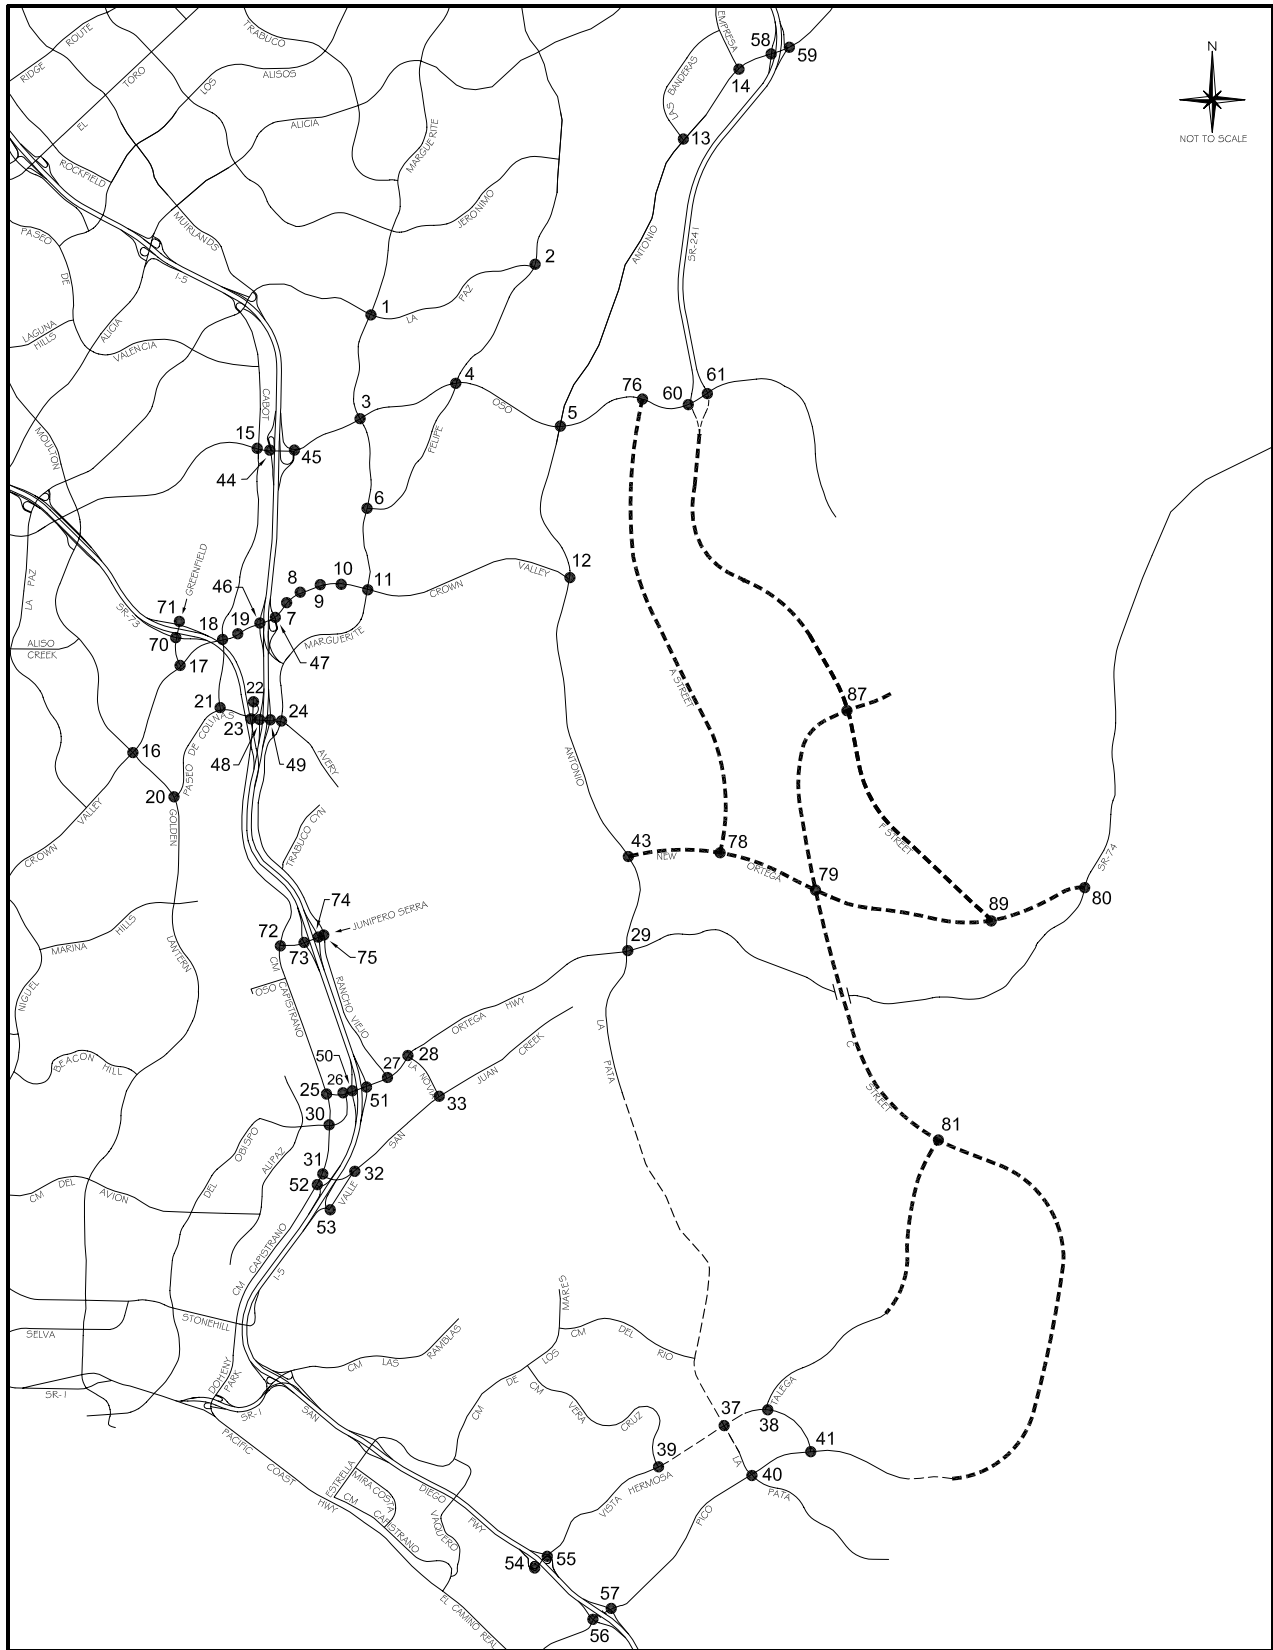 RIDGE ROUTE
TRABUCO
EMPRESA
58
59
N
EL TORO
LOS ALISOS
LAS BANDERAS
14
ALICIA
MARGUERITE
13
NOT TO SCALE
ROCKFIELD
JERONIMO
MUIRLANDS
PASEO DE
ANTONIO
SR-241
2
I-5
1
LA PAZ
LAGUNA
HILLS
ALICIA
VALENCIA
4
76
60
61
CABOT
3
OSO
5
MOULTON
15
44
45
FELIPE
6
GREENFIELD
12
LA PAZ
46
8
9
10
11
CROWN
VALLEY
SR-73
71
70
18
19
7
MARGUERITE
47
ALISO
CREEK
17
A STREET
21
22
23
24
87
PASEO DE COLINAS
48
49
AVERY
16
ANTONIO
20
GOLDEN
CROWN VALLEY
TRABUCO CYN
F STREET
43
NEW
78
ORTEGA
79
SR-74
80
89
74
JUNIPERO SERRA
MARINA HILLS
72
73
75
29
LANTERN
CM CAPISTRANO
OSO
RANCHO VIEJO
NIGUEL
ORTEGA HWY
LA PATA
JUAN CREEK
BEACON HILL
50
27
28
LA NOVIA
C STREET
25
26
51
33
30
81
DEL OBISPO
ALIPAZ
SAN
31
32
52
VALLE
53
CM DEL AVION
CM CAPISTRANO
I-5
MARES
STONEHILL
SELVA
CM LAS RAMBLAS
CM DEL RIO
DOHENY
PARK
LOS
CM DE
SR-1
SR-1
SAN
CM VERA CRUZ
TALEGA
37
38
PACIFIC COAST HWY
39
LA
41
ESTRELLA
MIRA COSTA
DIEGO
VISTA HERMOSA
40
PATA
CM CAPISTRANO
VAQUERO
FWY
PICO
54
55
EL CAMINO REAL
57
56